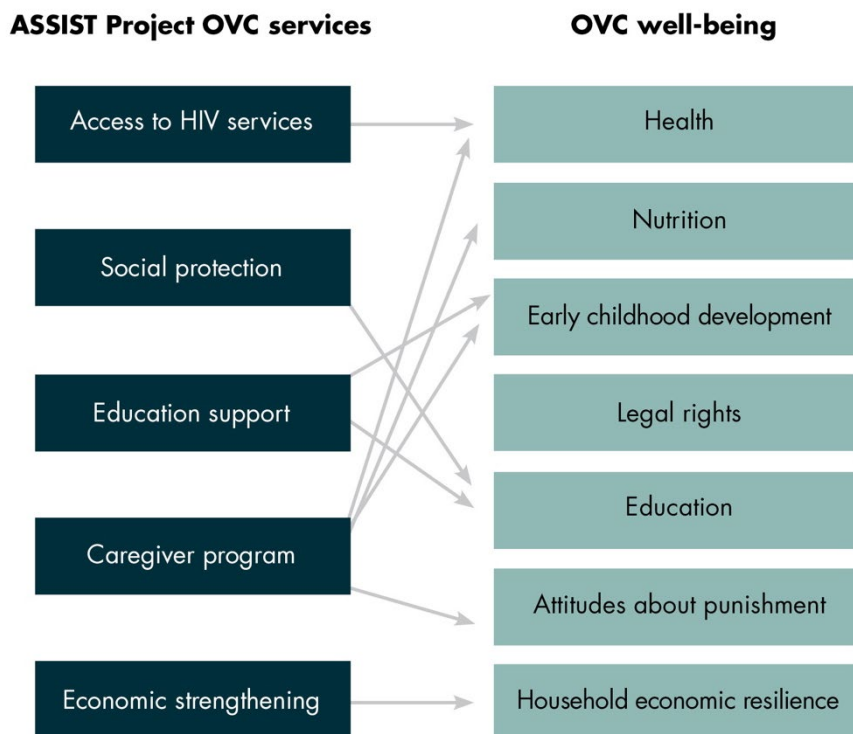 ASSIST Project OVC services
OVC well-being
Access to HIV services
Health
Nutrition
Social protection
Early childhood development
Education support
Legal rights
Education
Caregiver program
Attitudes about punishment
Economic strengthening
Household economic resilience